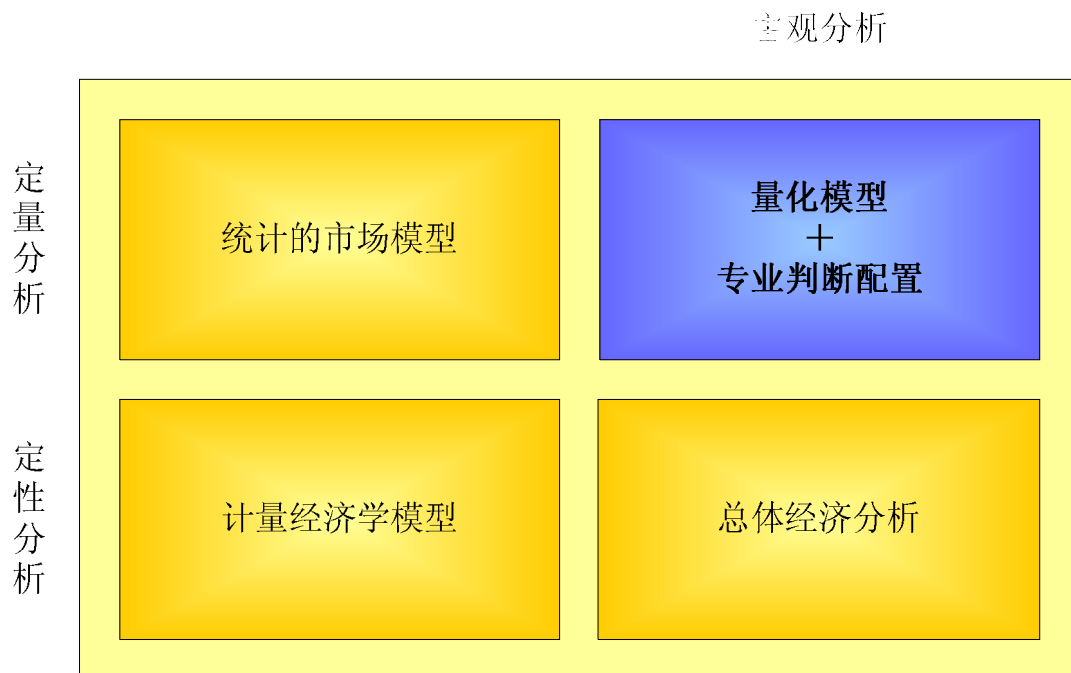 主观分析
定量分析
统计的市场模型
量化模型
＋
专业判断配置
定性分析
计量经济学模型
总体经济分析